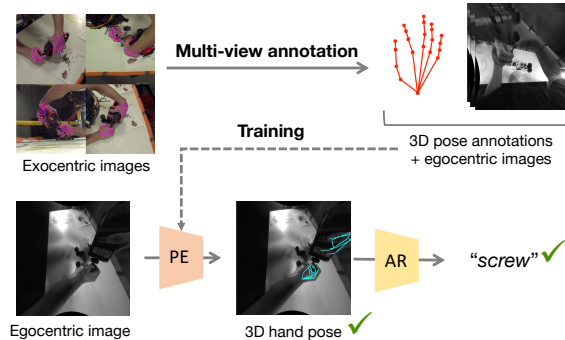 Multi-view annotation
Exocentric images
Training
3D pose annotations
+ egocentric images
PE
AR
“screw”
Egocentric image
3D hand pose